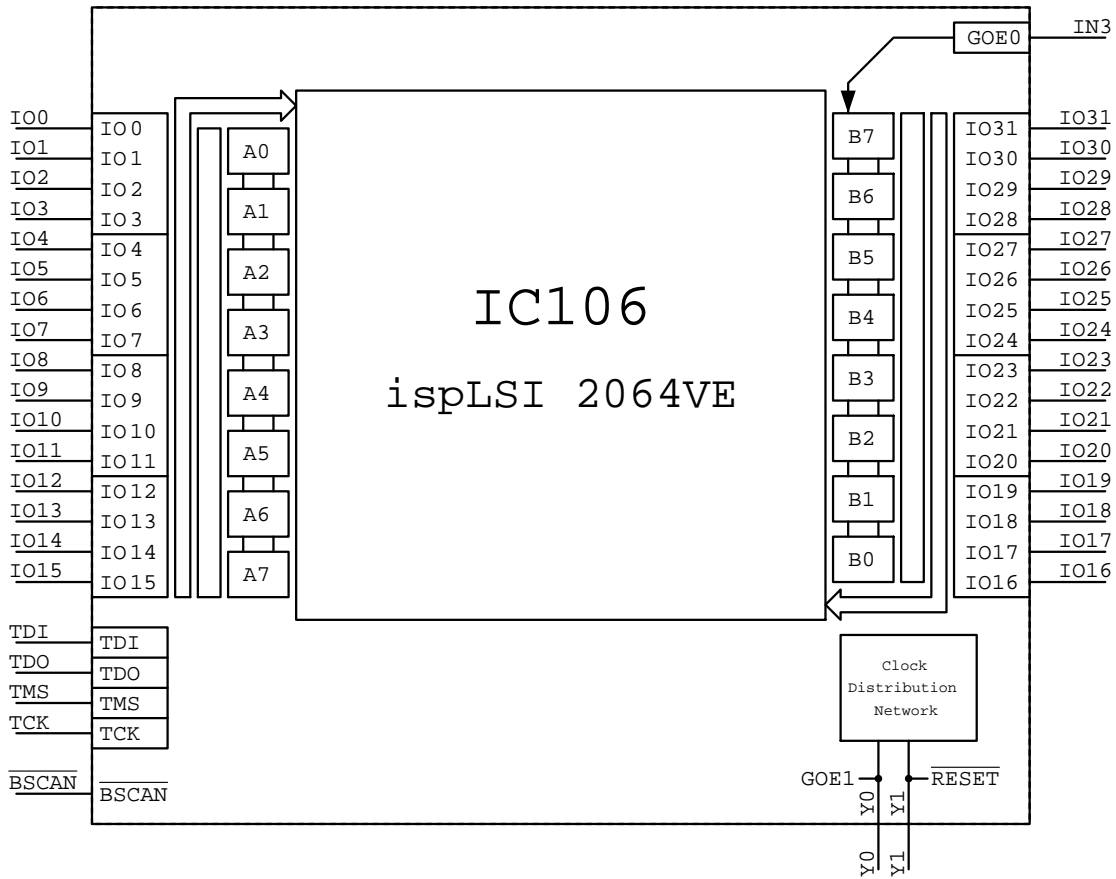 GOE0
IN3
IO0
IO1
IO2
IO3
IO4
IO5
IO6
IO7
IO8
IO9
IO10
IO11
IO12
IO13
IO14
IO15
TDI
TDO
TMS
TCK
BSCAN
IO0
IO1
IO2
IO3
IO4
IO5
IO6
IO7
IO8
IO9
IO10
IO11
IO12
IO13
IO14
IO15
TDI
TDO
TMS
TCK
BSCAN
A0
A1
A2
A3
A4
A5
A6
A7
IC106
ispLSI 2064VE
B7
B6
B5
B4
B3
B2
B1
B0
IO31
IO30
IO29
IO28
IO27
IO26
IO25
IO24
IO23
IO22
IO21
IO20
IO19
IO18
IO17
IO16
IO31
IO30
IO29
IO28
IO27
IO26
IO25
IO24
IO23
IO22
IO21
IO20
IO19
IO18
IO17
IO16
Clock
Distribution
Network
GOE1
RESET
Y0
Y1
Y0
Y1